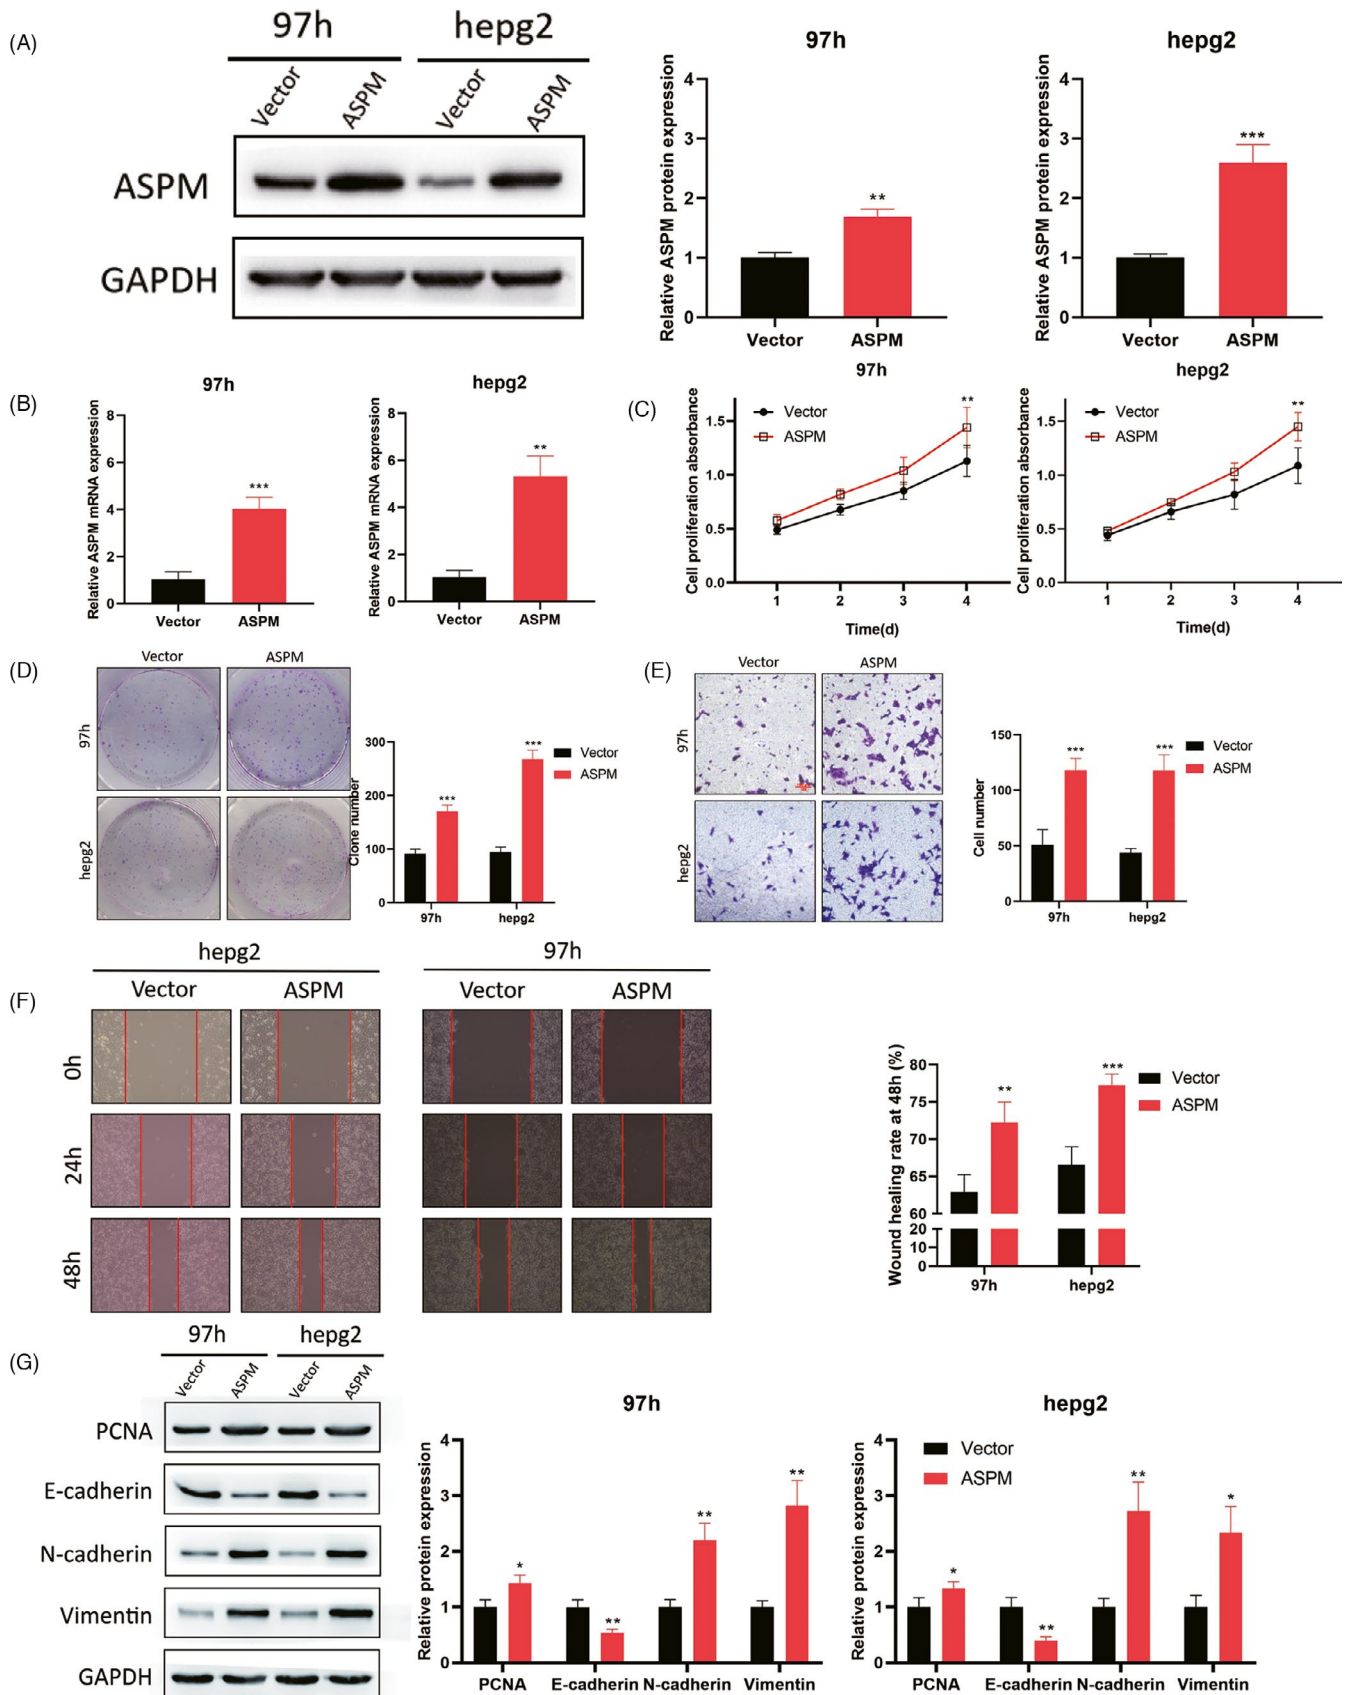 (A)
97h
hepg2
Vector
ASPM
Vector
ASPM
ASPM
GAPDH
97h
Relative ASPM protein expression
4
3
2
1
0
**
Vector
ASPM
hepg2
Relative ASPM protein expression
4
3
2
1
0
***
Vector
ASPM
(B)
97h
Relative ASPM mRNA expression
8
6
4
2
0
***
Vector
ASPM
hepg2
Relative ASPM mRNA expression
8
6
4
2
0
**
Vector
ASPM
(C)
97h
Cell proliferation absorbance
1.5
1.0
0.5
0.0
Vector
ASPM
**
1 2 3 4
Time(d)
hepg2
Cell proliferation absorbance
1.5
1.0
0.5
0.0
Vector
ASPM
**
1 2 3 4
Time(d)
(D)
Vector
ASPM
97h
hepg2
Clone number
300
200
100
0
***
***
Vector
ASPM
97h
hepg2
(E)
Vector
ASPM
97h
hepg2
Cell number
150
100
50
0
***
***
Vector
ASPM
97h
hepg2
(F)
hepg2
97h
Vector
ASPM
Vector
ASPM
0h
24h
48h
Wound healing rate at 48h (%)
80
75
70
65
60
20
10
0
**
***
Vector
ASPM
97h
hepg2
(G)
97h
hepg2
Vector
ASPM
Vector
ASPM
PCNA
E-cadherin
N-cadherin
Vimentin
GAPDH
97h
Relative protein expression
4
3
2
1
0
*
**
**
**
PCNA E-cadherin N-cadherin Vimentin
hepg2
Relative protein expression
4
3
2
1
0
Vector
ASPM
*
**
**
*
PCNA E-cadherin N-cadherin Vimentin